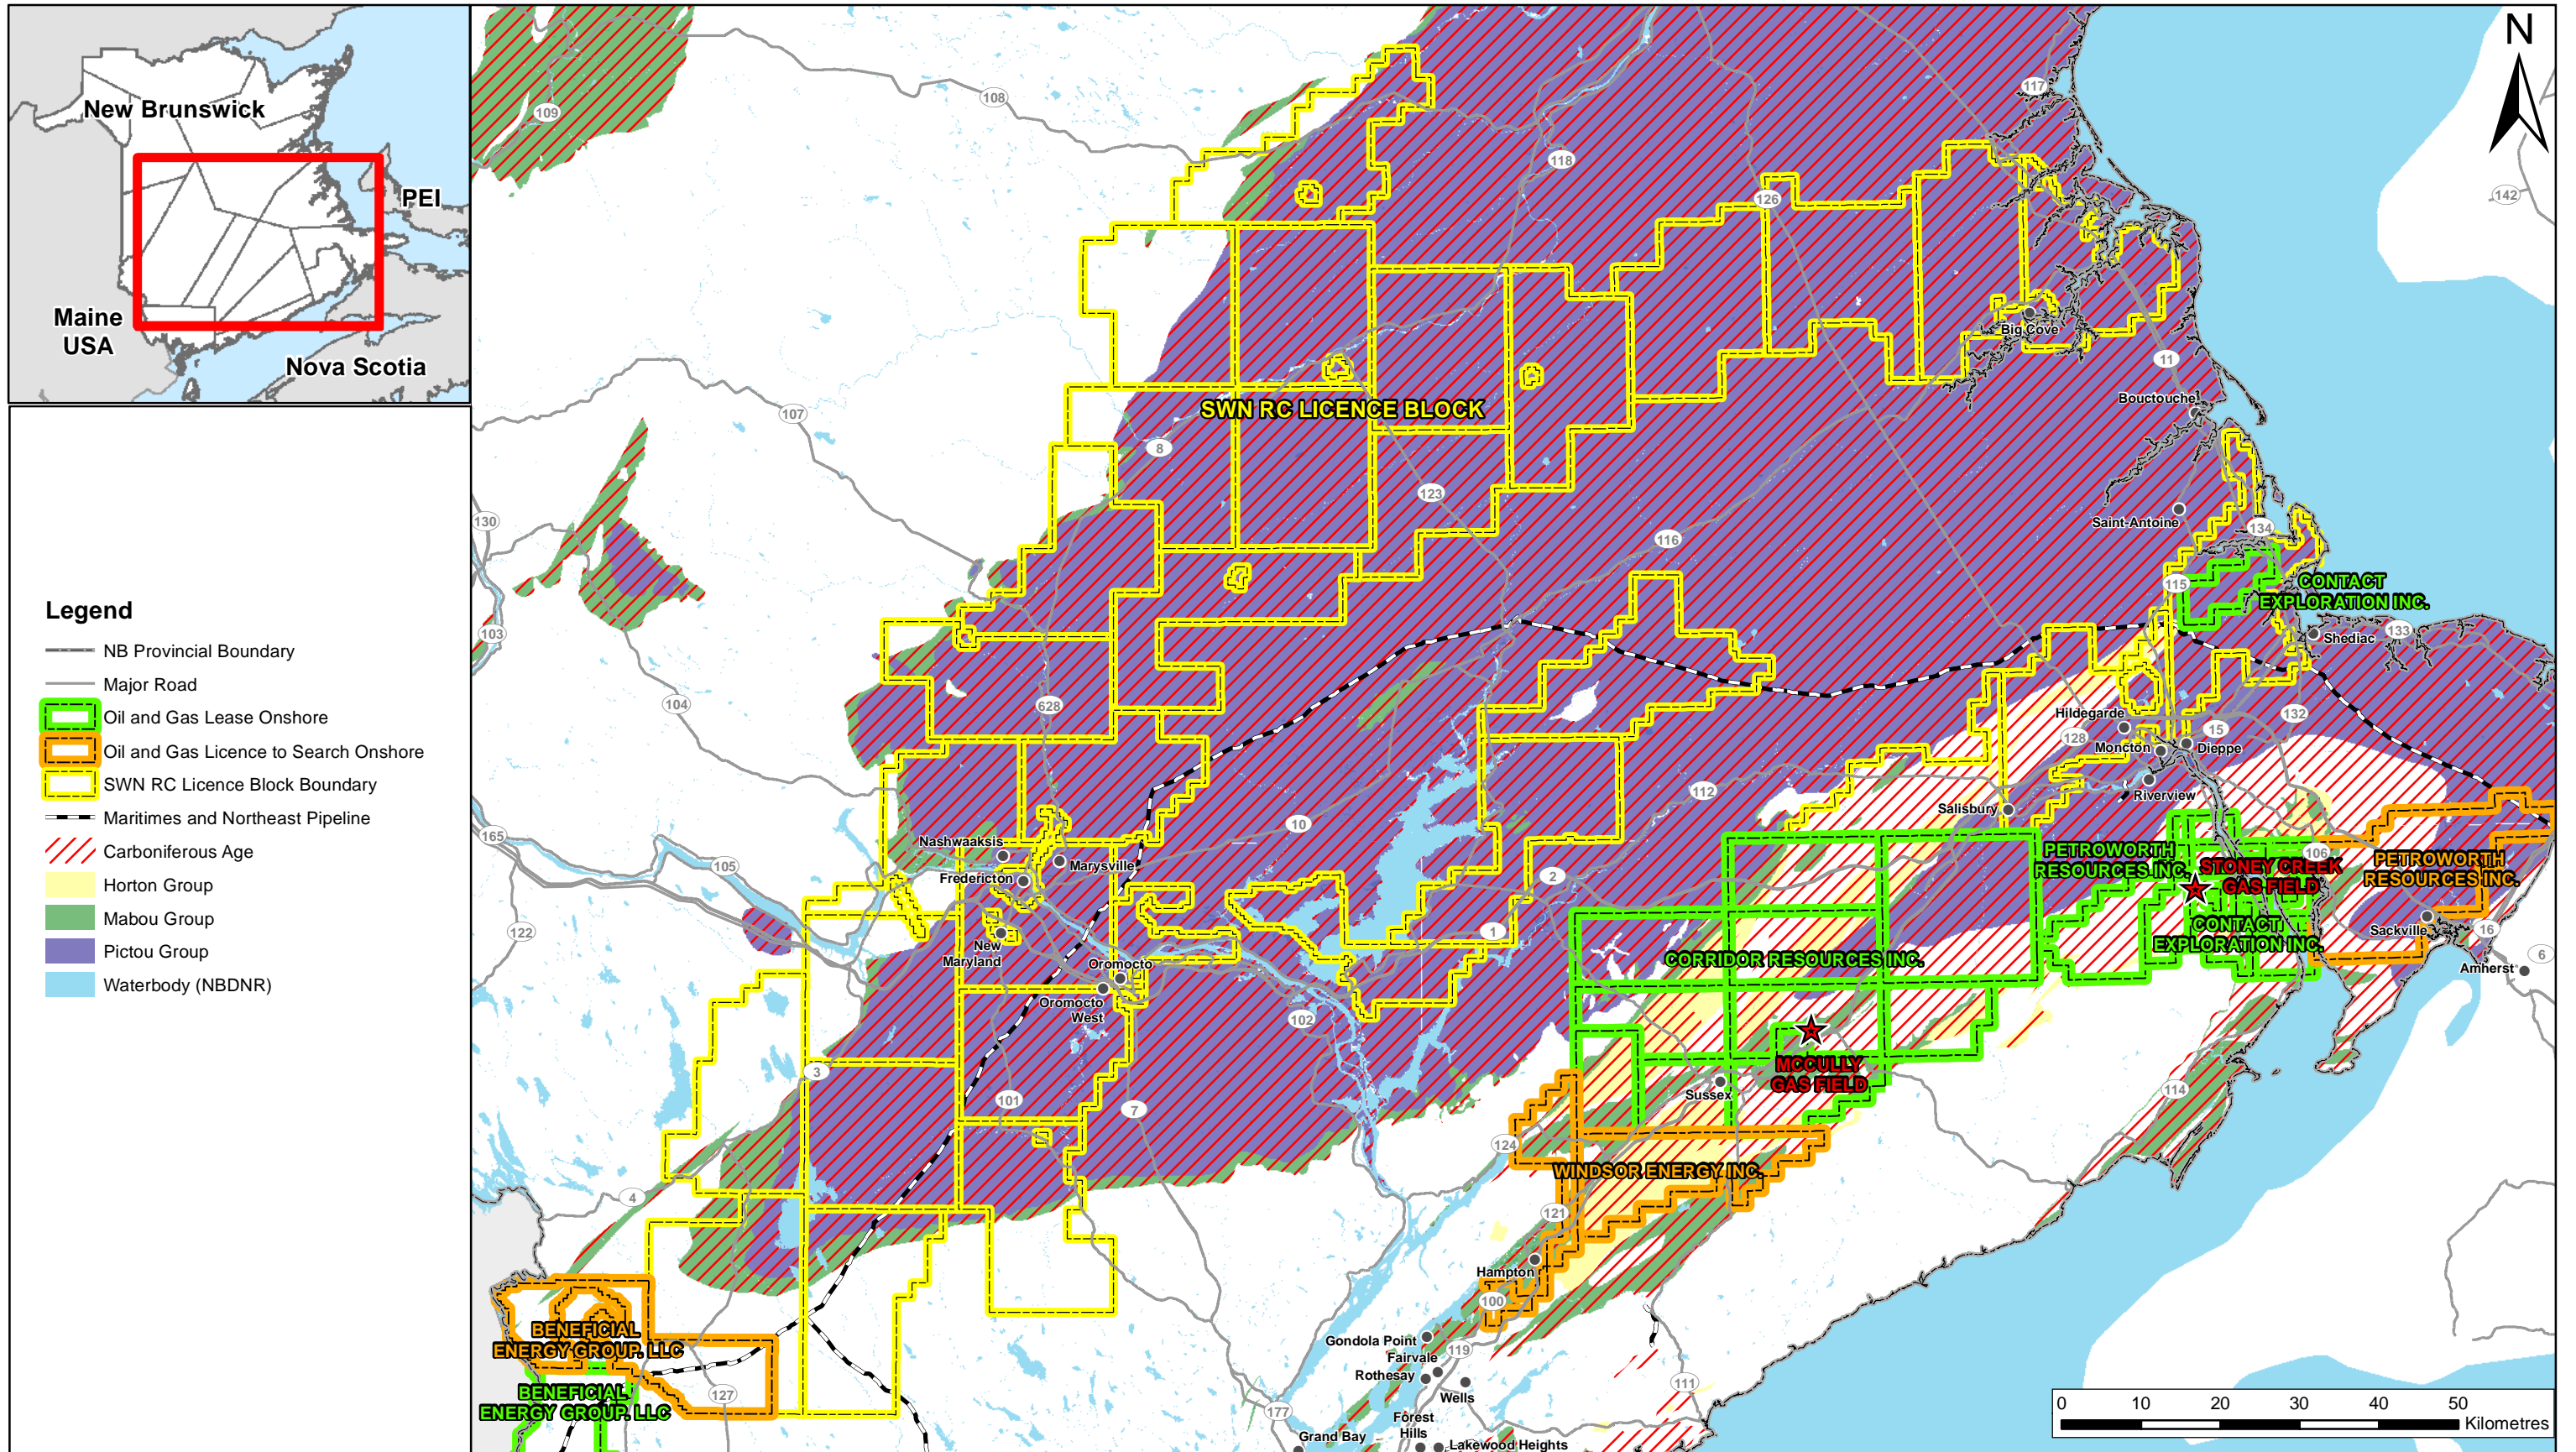 New Brunswick
PEI
Maine
USA
Nova Scotia
Legend
NB Provincial Boundary
Major Road
Oil and Gas Lease Onshore
Oil and Gas Licence to Search Onshore
SWN RC Licence Block Boundary
Maritimes and Northeast Pipeline
Carboniferous Age
Horton Group
Mabou Group
Pictou Group
Waterbody (NBDNR)
N
109
108
117
118
126
142
Big Cove
11
107
SWN RC LICENCE BLOCK
Bouctouche
8
123
130
Saint-Antoine
134
116
115
CONTACT
EXPLORATION INC.
103
Shediac
133
104
628
Hildegarde
132
128
15
Moncton
Dieppe
112
Riverview
Salisbury
165
10
105
Nashwaaksis
Marysville
Fredericton
2
PETROWORTH
RESOURCES INC.
106
STONEY CREEK
GAS FIELD
PETROWORTH
RESOURCES INC.
122
New
Maryland
1
CONTACT
EXPLORATION INC.
Sackville
16
6
Amherst
Oromocto
CORRIDOR RESOURCES INC.
Oromocto
West
102
MCCULLY
GAS FIELD
3
101
7
Sussex
114
124
4
WINDSOR ENERGY INC.
121
Hampton
100
BENEFICIAL
ENERGY GROUP. LLC
Gondola Point
Fairvale
119
Rothesay
Wells
111
127
BENEFICIAL
ENERGY GROUP. LLC
177
Forest
Hills
Grand Bay
Lakewood Heights
0 10 20 30 40 50
Kilometres